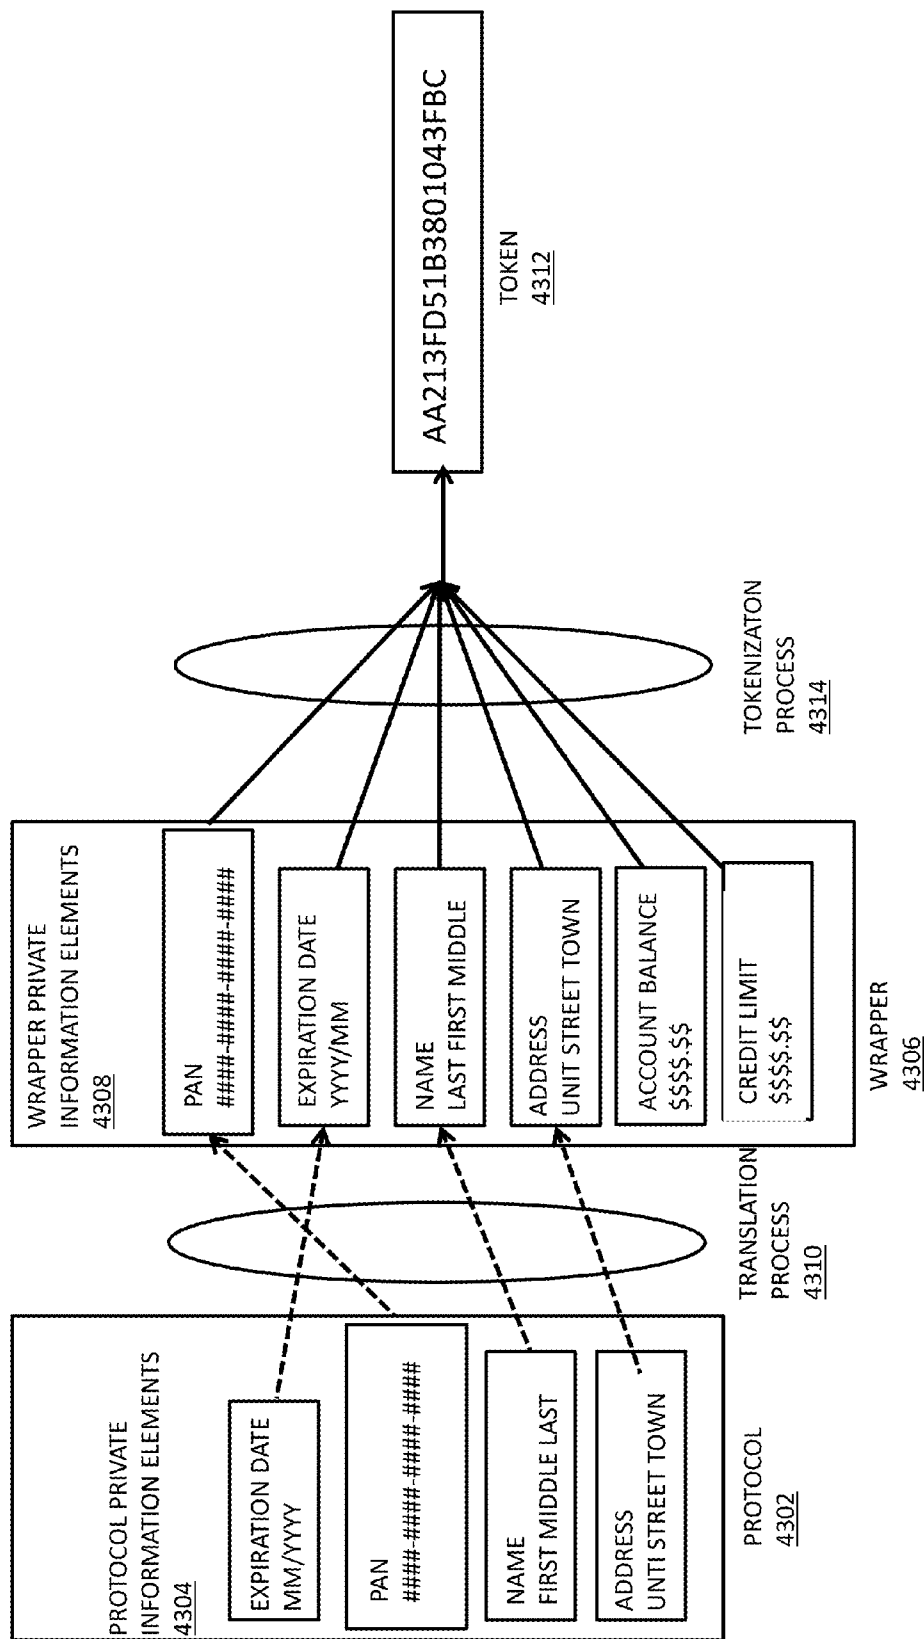 PROTOCOL PRIVATE
INFORMATION ELEMENTS
4304
EXPIRATION DATE
MM/YYYY
PAN
####-####-####-####
NAME
FIRST MIDDLE LAST
ADDRESS
UNTI STREET TOWN
PROTOCOL
4302
TRANSLATION
PROCESS
4310
WRAPPER PRIVATE
INFORMATION ELEMENTS
4308
PAN
####-####-####-####
EXPIRATION DATE
YYYY/MM
NAME
LAST FIRST MIDDLE
ADDRESS
UNIT STREET TOWN
ACCOUNT BALANCE
$$$$.$$
CREDIT LIMIT
$$$$.$$
WRAPPER
4306
TOKENIZATON
PROCESS
4314
AA213FD51B3801043FBC
TOKEN
4312